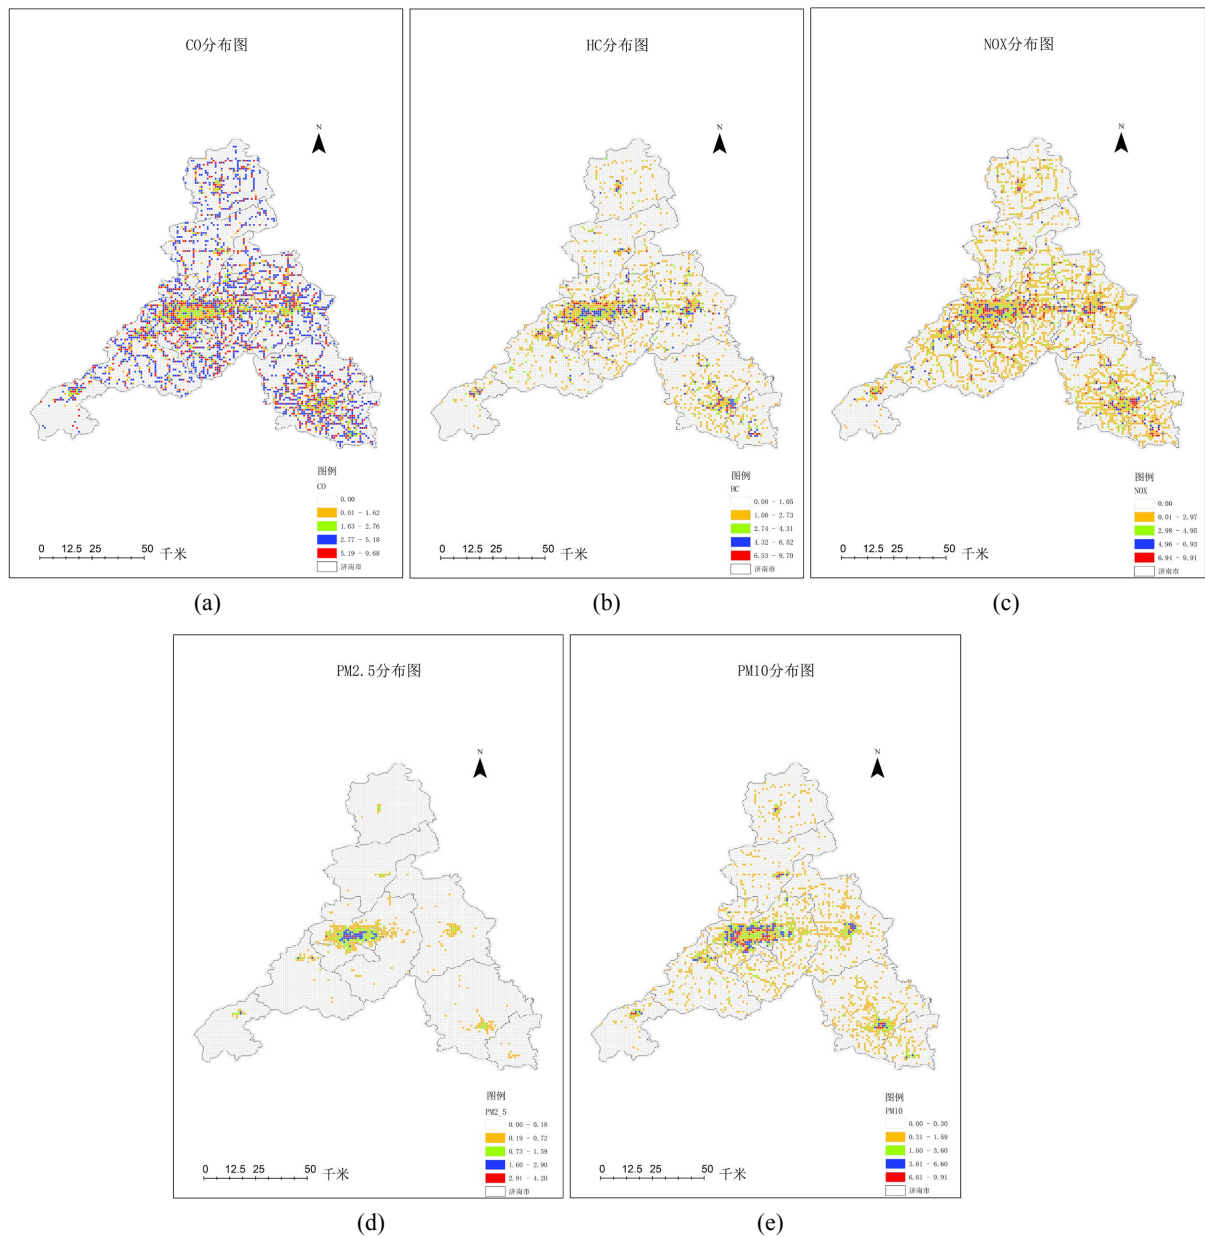 CO分布图
N
图例
CO
0.00
0.01 - 1.62
1.63 - 2.76
2.77 - 5.18
5.19 - 9.68
济南市
0 12.5 25 50 千米
(a)
HC分布图
N
图例
HC
0.00 - 1.05
1.06 - 2.73
2.74 - 4.31
4.32 - 6.52
6.53 - 9.70
济南市
0 12.5 25 50 千米
(b)
NOX分布图
N
图例
NOX
0.00
0.01 - 2.97
2.98 - 4.95
4.96 - 6.93
6.94 - 9.91
济南市
0 12.5 25 50 千米
(c)
PM2.5分布图
N
图例
PM2_5
0.00 - 0.18
0.19 - 0.72
0.73 - 1.59
1.60 - 2.90
2.91 - 4.20
济南市
0 12.5 25 50 千米
(d)
PM10分布图
N
图例
PM10
0.00 - 0.30
0.31 - 1.59
1.60 - 3.60
3.61 - 6.60
6.61 - 9.91
济南市
0 12.5 25 50 千米
(e)